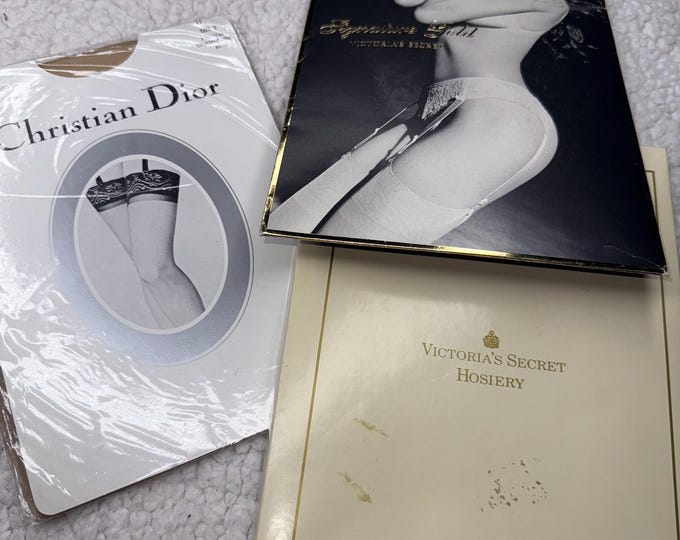 Christian Dior
Signature Gold
VICTORIA'S SECRET
VICTORIA'S SECRET
HOSIERY